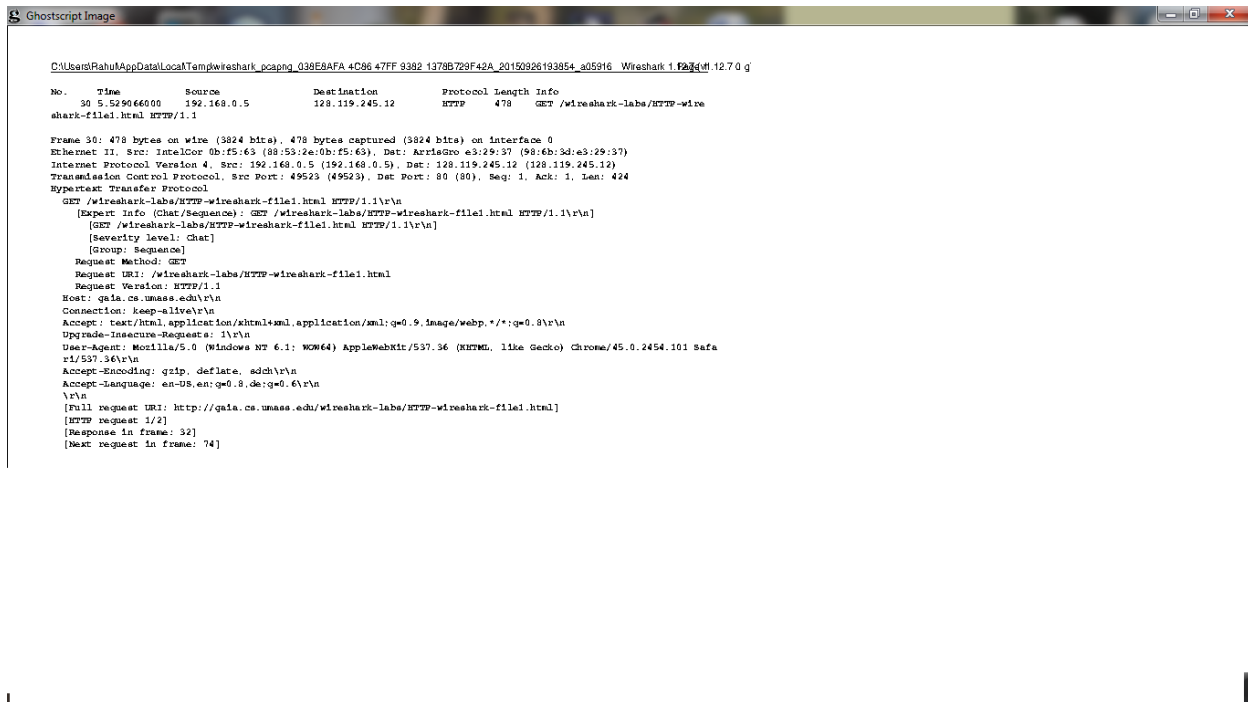 Ghostscript Image
C:\Users\Rahul\AppData\Local\Temp\wireshark_pcapng_038E8AFA 4C86 47FF 9382 1378B729F42A_20150926193854_a05916 Wireshark 1.12.7 0 g
No. Time Source Destination Protocol Length Info
30 5.529066000 192.168.0.5 128.119.245.12 HTTP 478 GET /wireshark-labs/HTTP-wire
shark-file1.html HTTP/1.1
Frame 30: 478 bytes on wire (3824 bits), 478 bytes captured (3824 bits) on interface 0
Ethernet II, Src: IntelCor 0b:f5:63 (88:53:2e:0b:f5:63), Dst: ArrisGro e3:29:37 (98:6b:3d:e3:29:37)
Internet Protocol Version 4, Src: 192.168.0.5 (192.168.0.5), Dst: 128.119.245.12 (128.119.245.12)
Transmission Control Protocol, Src Port: 49523 (49523), Dst Port: 80 (80), Seq: 1, Ack: 1, Len: 424
Hypertext Transfer Protocol
GET /wireshark-labs/HTTP-wireshark-file1.html HTTP/1.1\r\n
[Expert Info (Chat/Sequence): GET /wireshark-labs/HTTP-wireshark-file1.html HTTP/1.1\r\n]
[GET /wireshark-labs/HTTP-wireshark-file1.html HTTP/1.1\r\n]
[Severity level: Chat]
[Group: Sequence]
Request Method: GET
Request URI: /wireshark-labs/HTTP-wireshark-file1.html
Request Version: HTTP/1.1
Host: gaia.cs.umass.edu\r\n
Connection: keep-alive\r\n
Accept: text/html,application/xhtml+xml,application/xml;q=0.9,image/webp,*/*;q=0.8\r\n
Upgrade-Insecure-Requests: 1\r\n
User-Agent: Mozilla/5.0 (Windows NT 6.1; WOW64) AppleWebKit/537.36 (KHTML, like Gecko) Chrome/45.0.2454.101 Safa
ri/537.36\r\n
Accept-Encoding: gzip, deflate, sdch\r\n
Accept-Language: en-US,en;q=0.8,de;q=0.6\r\n
\r\n
[Full request URI: http://gaia.cs.umass.edu/wireshark-labs/HTTP-wireshark-file1.html]
[HTTP request 1/2]
[Response in frame: 32]
[Next request in frame: 74]